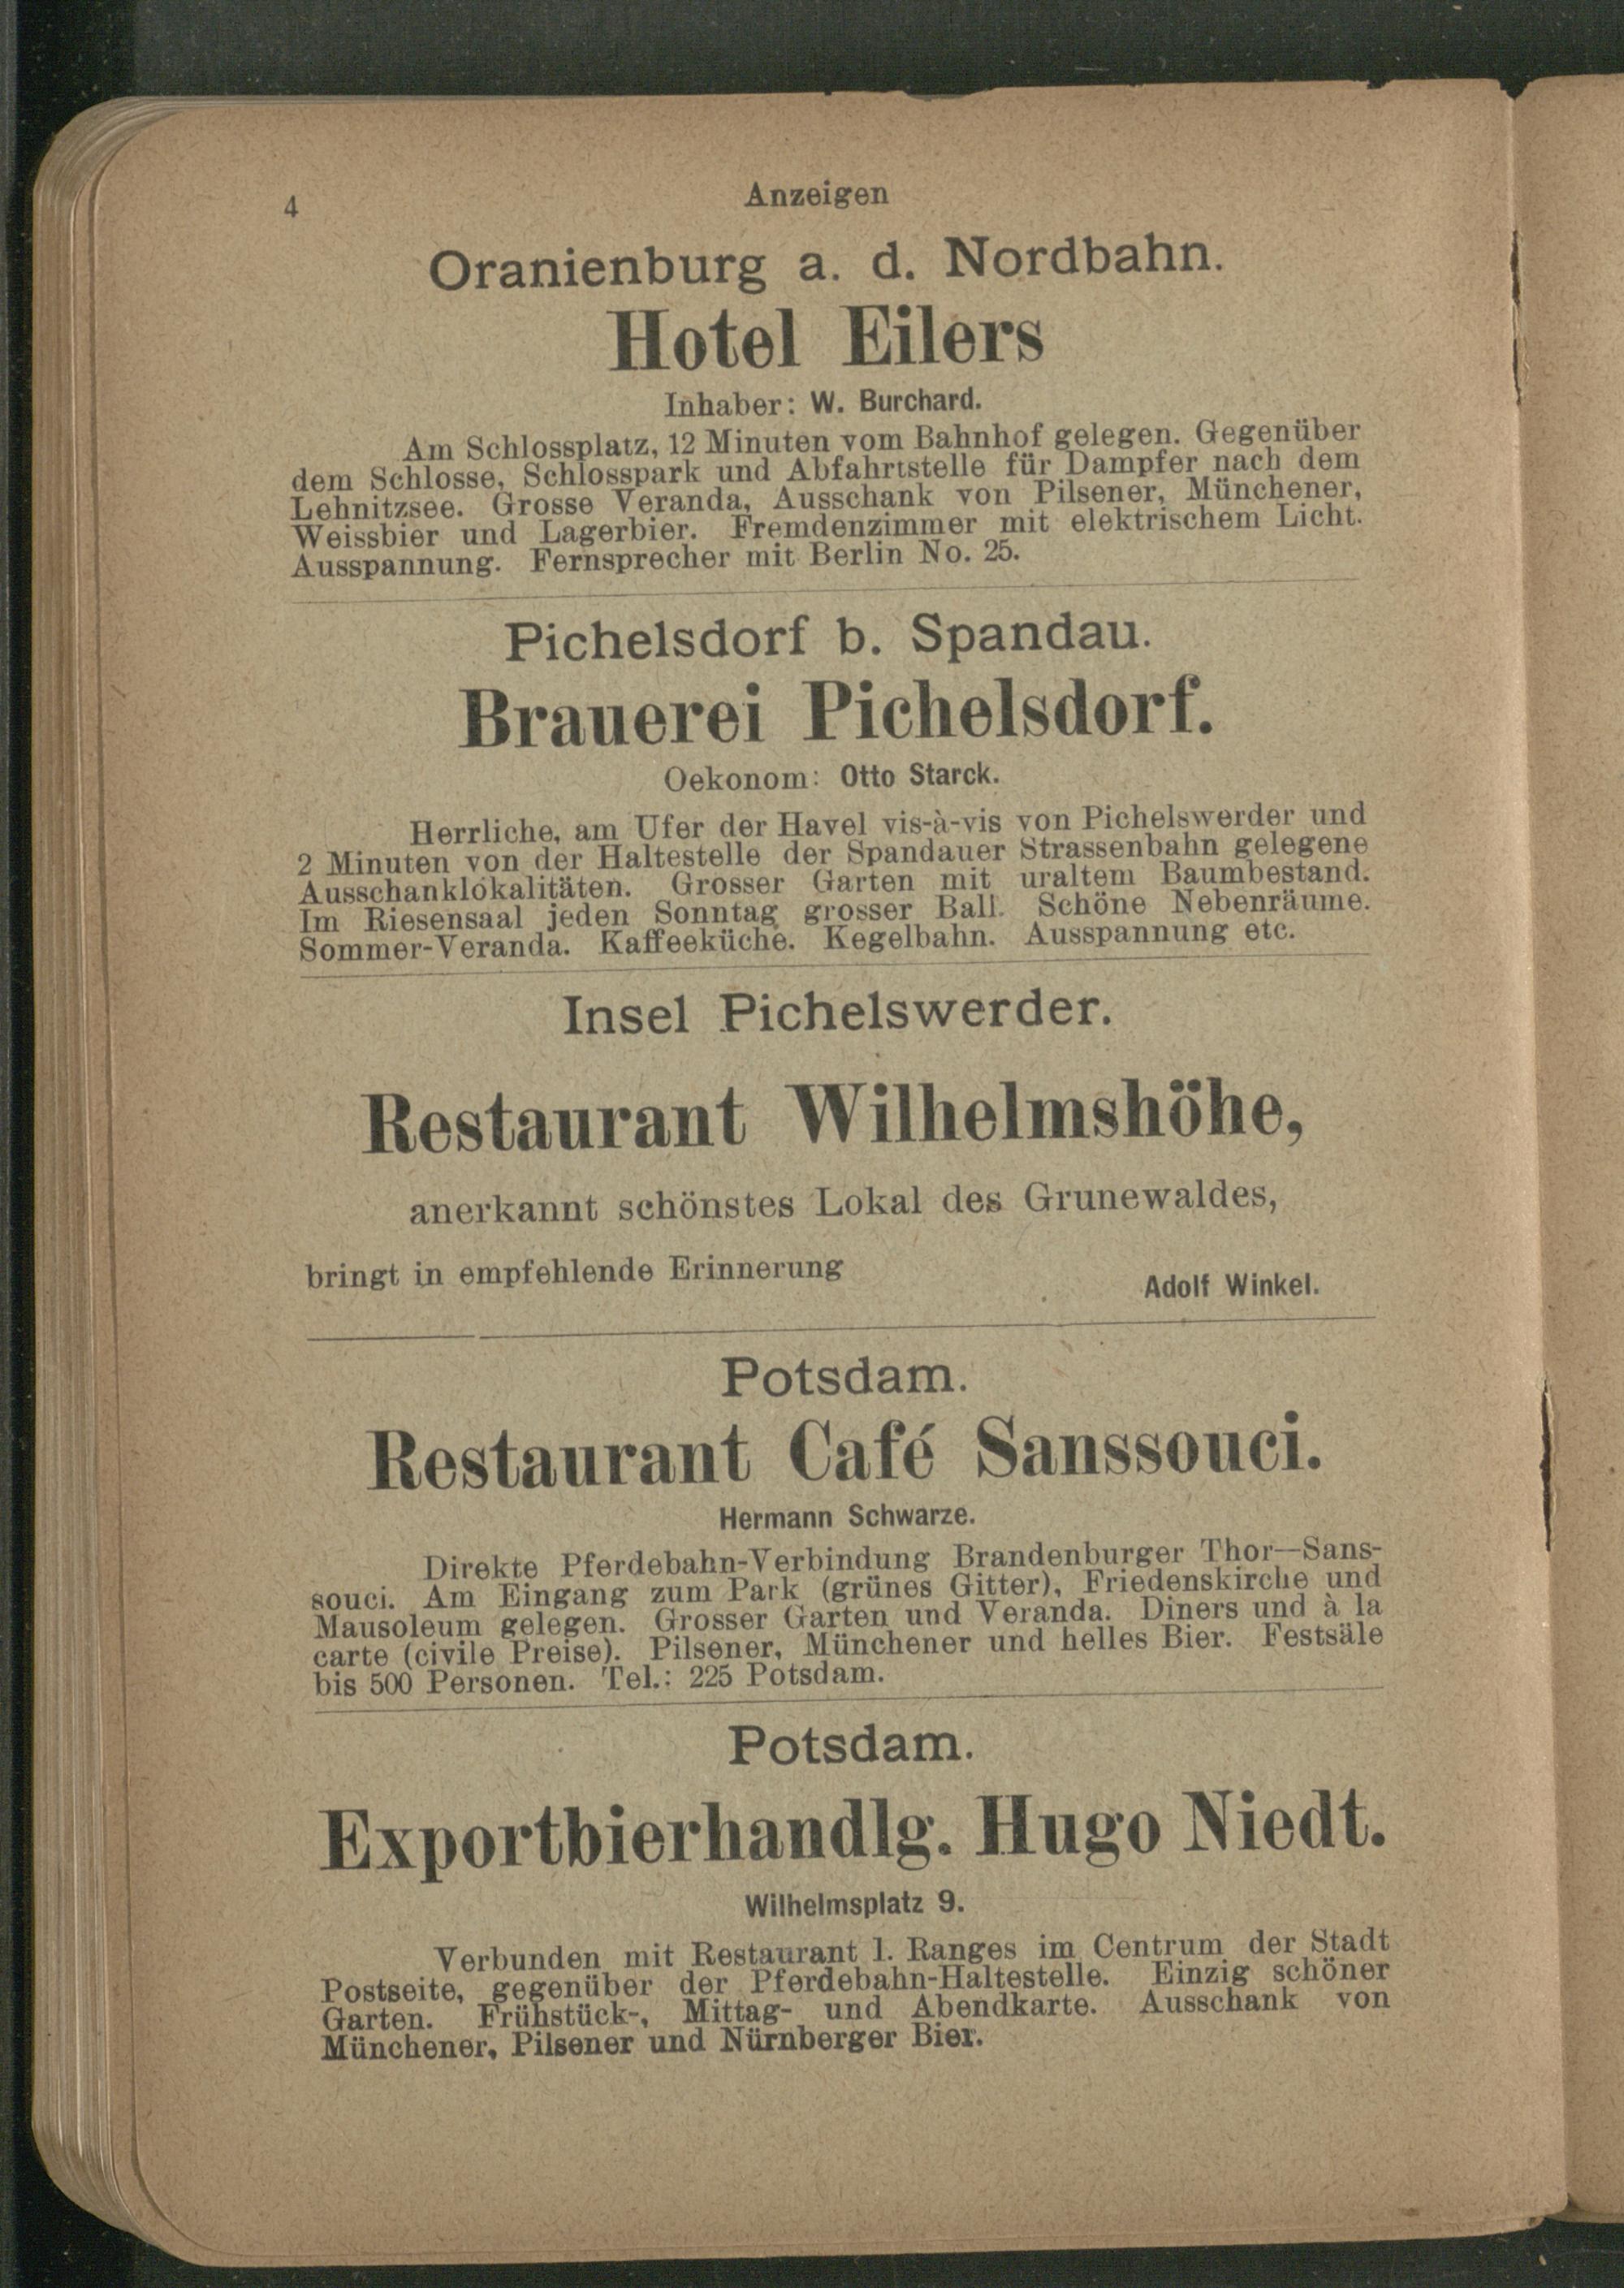 4
Anzeigen
Oranienburg a. d. Nordbahn.
Hotel Eilers
Inhaber: W. Burchard.
Am Schlossplatz, 12 Minuten vom Bahnhof gelegen. Gegenüber
dem Schlosse, Schlosspark und Abfahrtstelle für Dampfer nach dem
Lehnitzsee. Grosse Veranda, Ausschank von Pilsener, Münchener,
Weissbier und Lagerbier. Fremdenzimmer mit elektrischem Licht.
Ausspannung. Fernsprecher mit Berlin No. 25.
Pichelsdorf b. Spandau.
Brauerei Pichelsdorf.
Oekonom: Otto Starck.
Herrliche, am Ufer der Havel vis-à-vis von Pichelswerder und
2 Minuten von der Haltestelle der Spandauer Strassenbahn gelegene
Ausschanklokalitäten. Grosser Garten mit uraltem Baumbestand.
Im Riesensaal jeden Sonntag grosser Ball. Schöne Nebenräume.
Sommer-Veranda. Kaffeeküche. Kegelbahn. Ausspannung etc.
Insel Pichelswerder.
Restaurant Wilhelmshöhe,
anerkannt schönstes Lokal des Grunewaldes,
bringt in empfehlende Erinnerung
Adolf Winkel.
Potsdam.
Restaurant Café Sanssouci.
Hermann Schwarze.
Direkte Pferdebahn-Verbindung Brandenburger Thor—Sans-
souci. Am Eingang zum Park (grünes Gitter), Friedenskirche und
Mausoleum gelegen. Grosser Garten und Veranda. Diners und à la
carte (civile Preise). Pilsener, Münchener und helles Bier. Festsäle
bis 500 Personen. Tel.: 225 Potsdam.
Potsdam.
Exportbierhandlg. Hugo Niedt.
Wilhelmsplatz 9.
Verbunden mit Restaurant 1. Ranges im Centrum der Stadt
Postseite, gegenüber der Pferdebahn-Haltestelle. Einzig schöner
Garten. Frühstück-, Mittag- und Abendkarte. Ausschank von
Münchener, Pilsener und Nürnberger Bier.